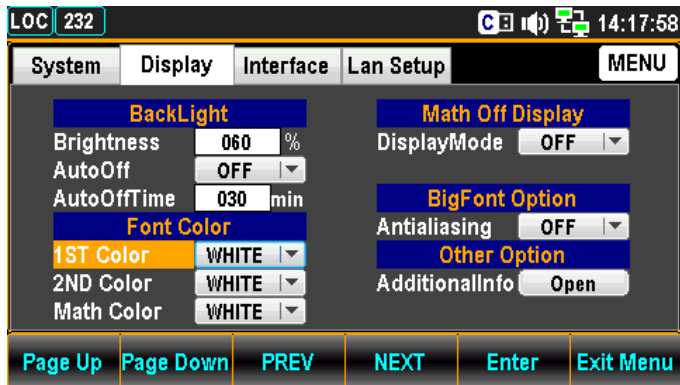 LOC 232 C 14:17:58
System Display Interface Lan Setup MENU
BackLight
Brightness 060 %
AutoOff OFF
AutoOffTime 030 min
Font Color
1ST Color WHITE
2ND Color WHITE
Math Color WHITE
Math Off Display
DisplayMode OFF
BigFont Option
Antialiasing OFF
Other Option
AdditionalInfo Open
Page Up Page Down PREV NEXT Enter Exit Menu